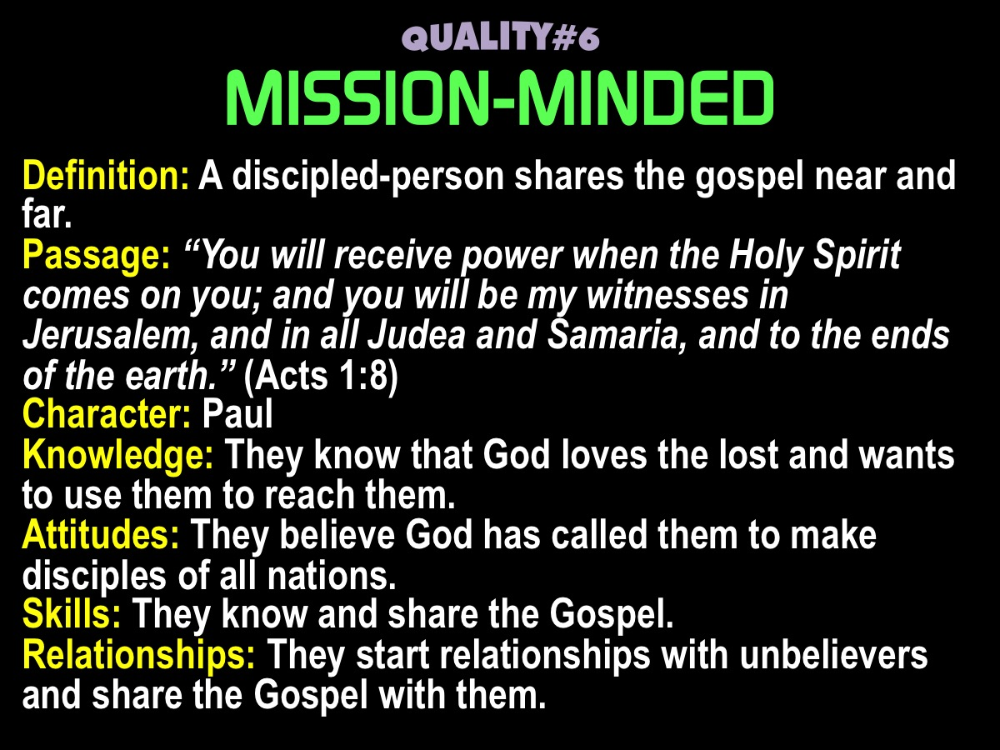 QUALITY#6
MISSION-MINDED
Definition: A discipled-person shares the gospel near and
far.
Passage: “You will receive power when the Holy Spirit
comes on you; and you will be my witnesses in
Jerusalem, and in all Judea and Samaria, and to the ends
of the earth.” (Acts 1:8)
Character: Paul
Knowledge: They know that God loves the lost and wants
to use them to reach them.
Attitudes: They believe God has called them to make
disciples of all nations.
Skills: They know and share the Gospel.
Relationships: They start relationships with unbelievers
and share the Gospel with them.